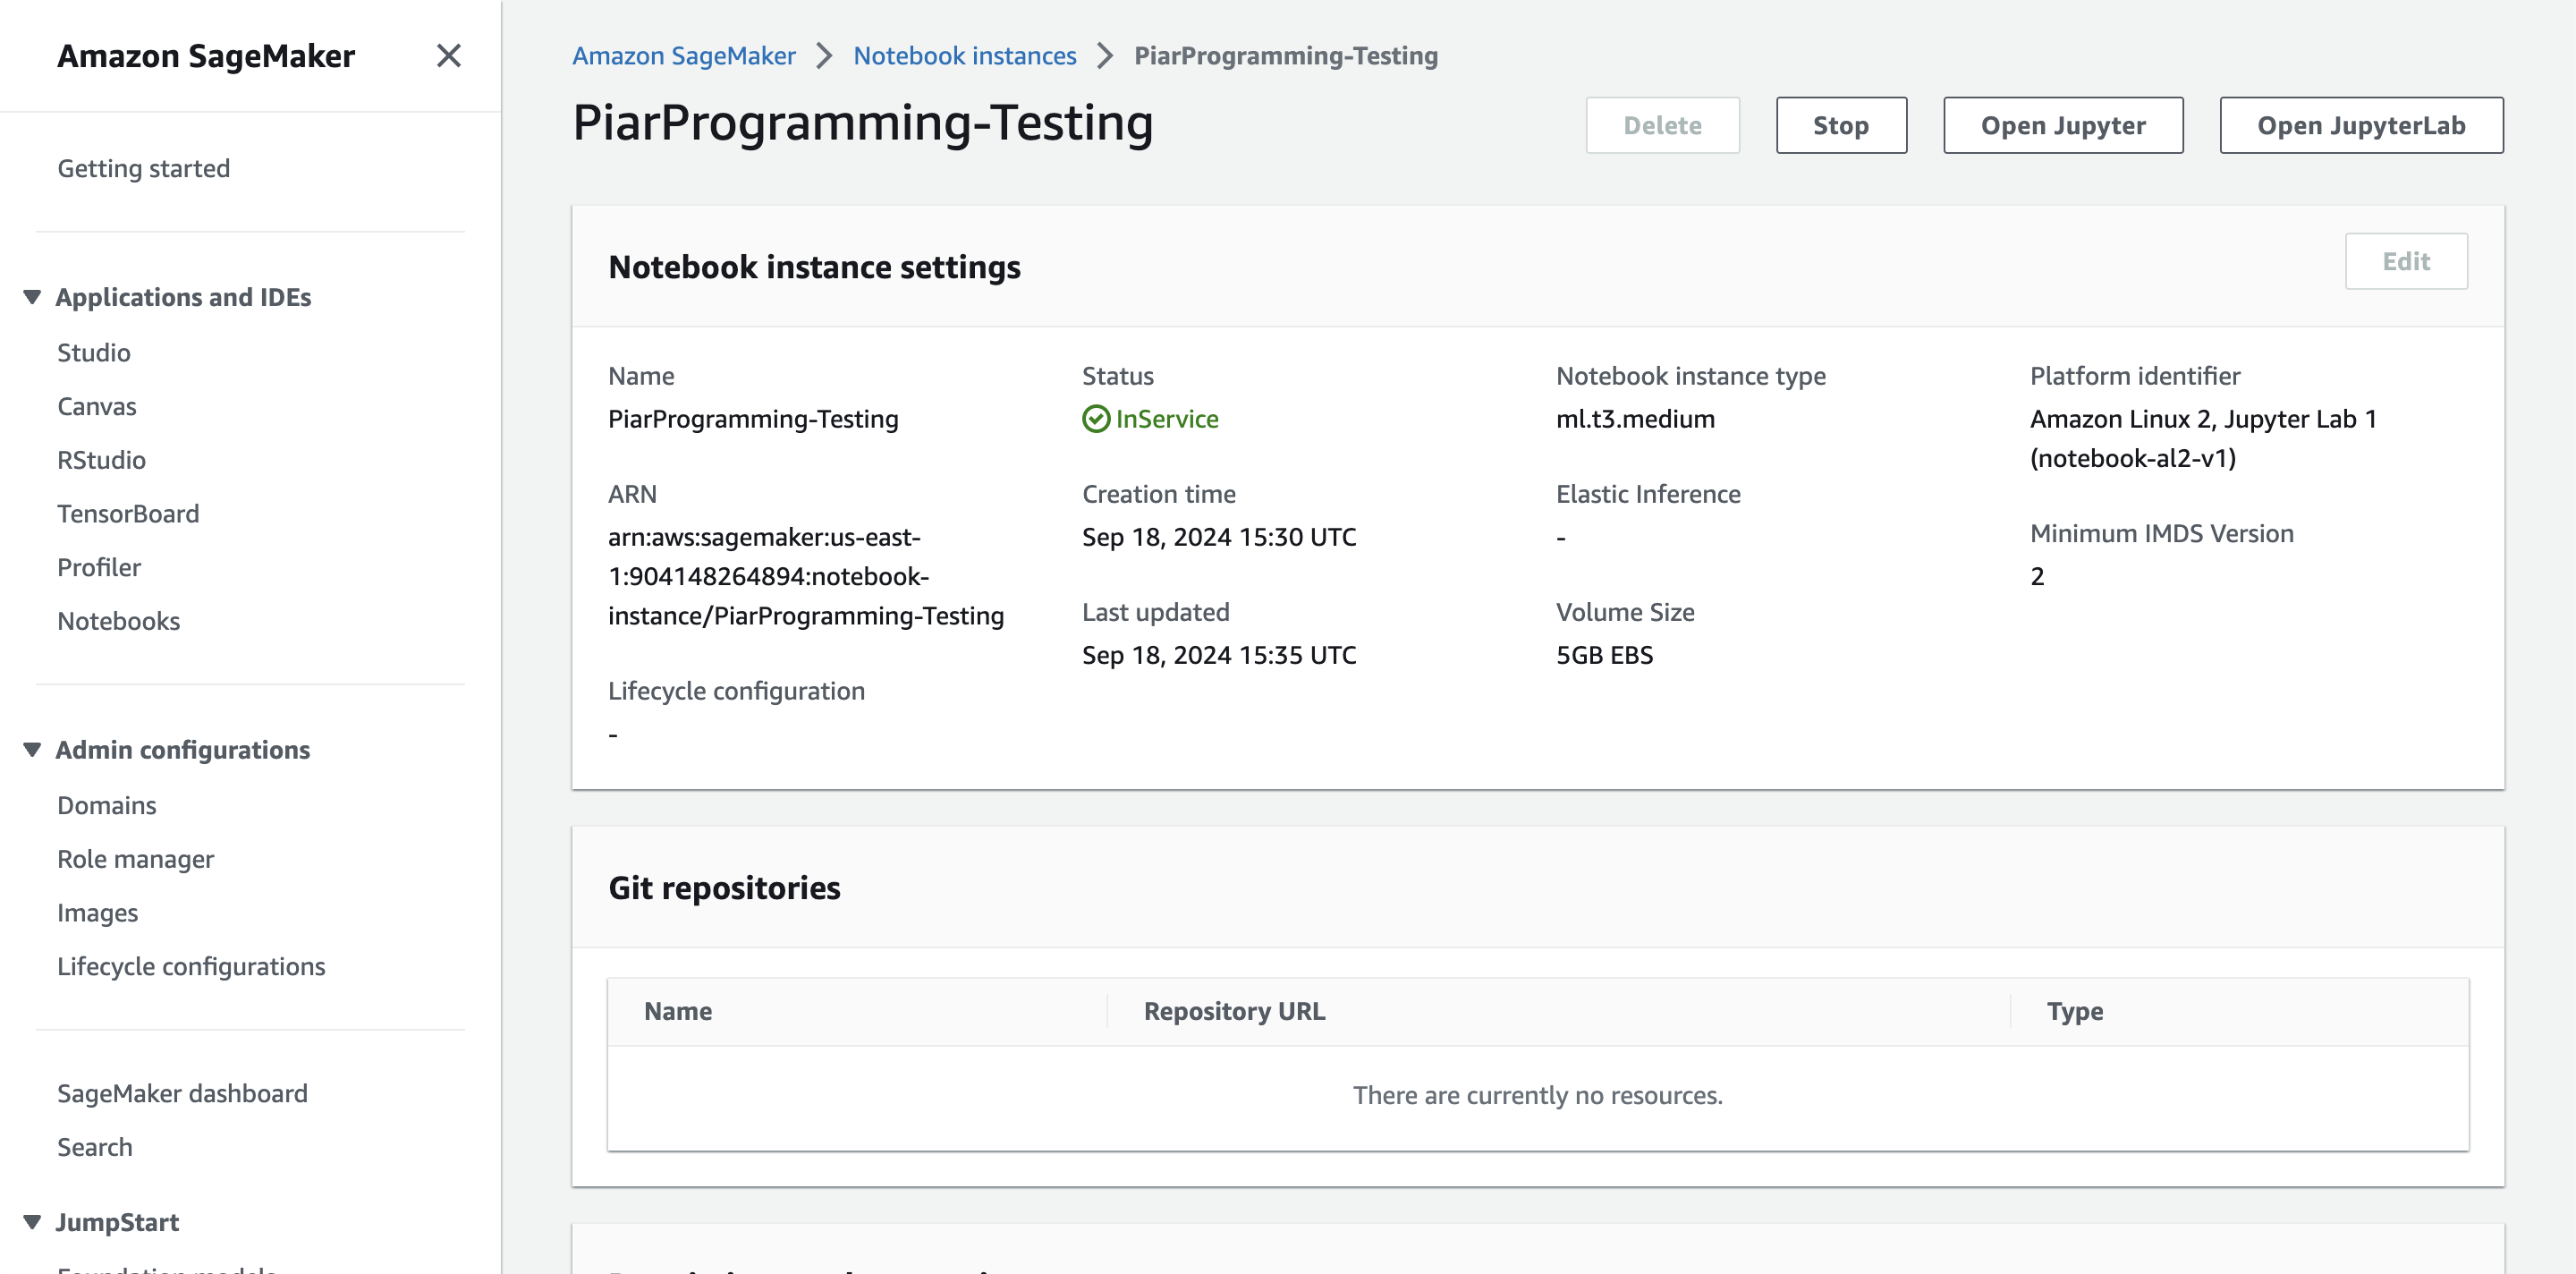 Amazon SageMaker
Getting started
Applications and IDEs
Studio
Canvas
RStudio
TensorBoard
Profiler
Notebooks
Admin configurations
Domains
Role manager
Images
Lifecycle configurations
SageMaker dashboard
Search
JumpStart
Amazon SageMaker > Notebook instances > PiarProgramming-Testing
PiarProgramming-Testing
Delete
Stop
Open Jupyter
Open JupyterLab
Notebook instance settings
Edit
Name
PiarProgramming-Testing
ARN
arn:aws:sagemaker:us-east-
1:904148264894:notebook-
instance/PiarProgramming-Testing
Lifecycle configuration
-
Status
InService
Creation time
Sep 18, 2024 15:30 UTC
Last updated
Sep 18, 2024 15:35 UTC
Notebook instance type
ml.t3.medium
Elastic Inference
-
Volume Size
5GB EBS
Platform identifier
Amazon Linux 2, Jupyter Lab 1
(notebook-al2-v1)
Minimum IMDS Version
2
Git repositories
Name
Repository URL
Type
There are currently no resources.